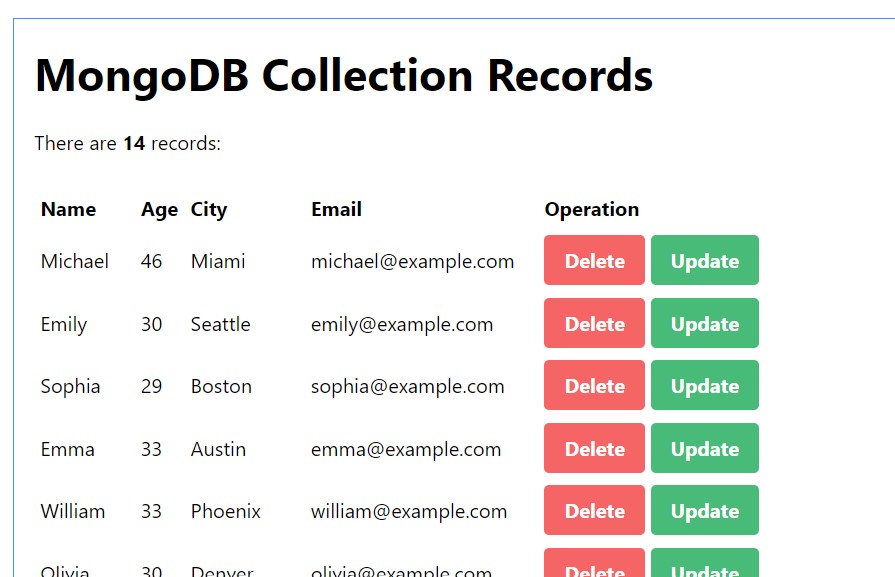 MongoDB Collection Records
There are 14 records:
Name Age City Email Operation
Michael 46 Miami michael@example.com Delete Update
Emily 30 Seattle emily@example.com Delete Update
Sophia 29 Boston sophia@example.com Delete Update
Emma 33 Austin emma@example.com Delete Update
William 33 Phoenix william@example.com Delete Update
Olivia 30 Denver olivia@example.com Delete Update